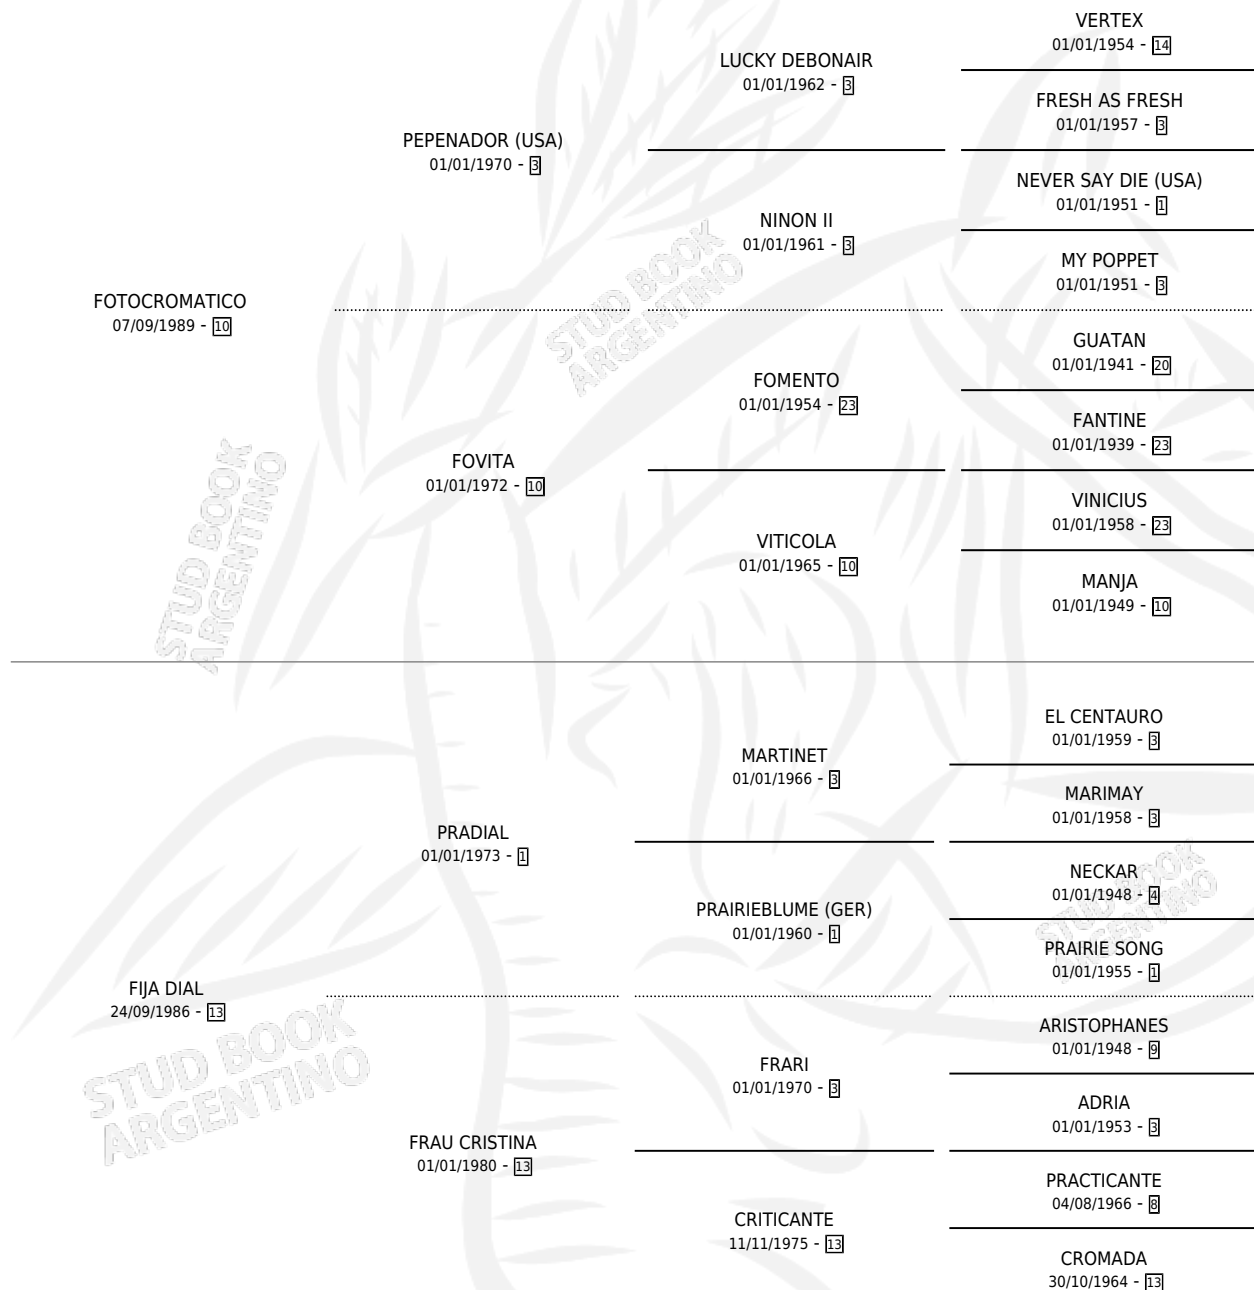 VERTEX
01/01/1954 - 14
LUCKY DEBONAIR
01/01/1962 - 3
FRESH AS FRESH
01/01/1957 - 3
PEPENADOR (USA)
01/01/1970 - 3
NEVER SAY DIE (USA)
01/01/1951 - 1
NINON II
01/01/1961 - 3
MY POPPET
01/01/1951 - 3
FOTOCROMATICO
07/09/1989 - 10
GUATAN
01/01/1941 - 20
FOMENTO
01/01/1954 - 23
FANTINE
01/01/1939 - 23
FOVITA
01/01/1972 - 10
VINICIUS
01/01/1958 - 23
VITICOLA
01/01/1965 - 10
MANJA
01/01/1949 - 10
EL CENTAURO
01/01/1959 - 3
MARTINET
01/01/1966 - 3
MARIMAY
01/01/1958 - 3
PRADIAL
01/01/1973 - 1
NECKAR
01/01/1948 - 4
PRAIRIEBLUME (GER)
01/01/1960 - 1
PRAIRIE SONG
01/01/1955 - 1
FIJA DIAL
24/09/1986 - 13
ARISTOPHANES
01/01/1948 - 9
FRARI
01/01/1970 - 3
ADRIA
01/01/1953 - 3
FRAU CRISTINA
01/01/1980 - 13
PRACTICANTE
04/08/1966 - 8
CRITICANTE
11/11/1975 - 13
CROMADA
30/10/1964 - 13
STUD BOOK
ARGENTINO
STUD BOOK
ARGENTINO
STUD BOOK
ARGENTINO
STUD BOOK
ARGENTINO